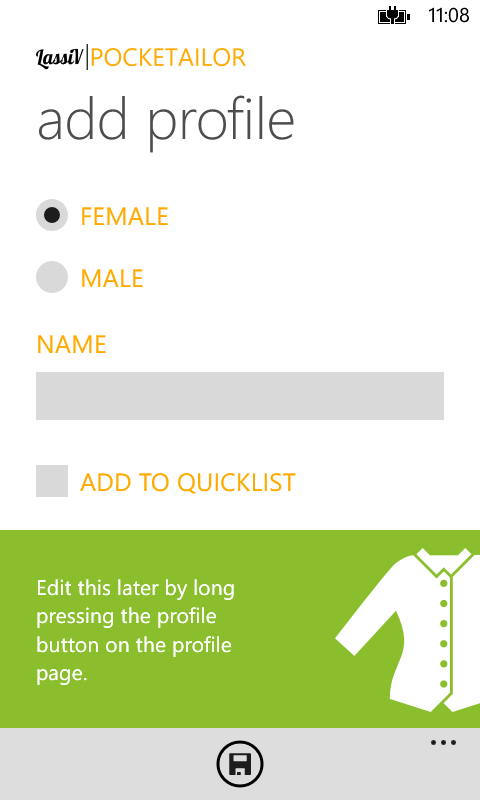 11:08
LassiV|POCKETAILOR
add profile
FEMALE
MALE
NAME
ADD TO QUICKLIST
Edit this later by long
pressing the profile
button on the profile
page.